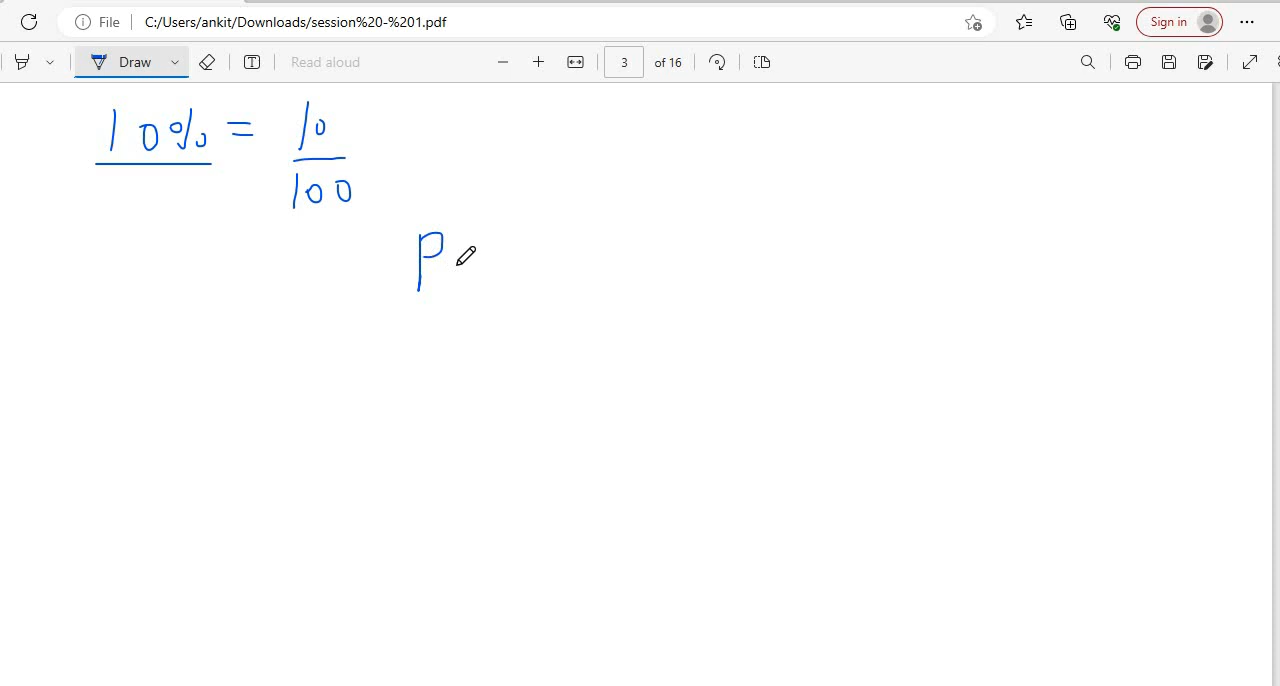 File C:/Users/ankit/Downloads/session%20-%201.pdf Sign in
Draw Read aloud 3 of 16
10% = 10
100
P